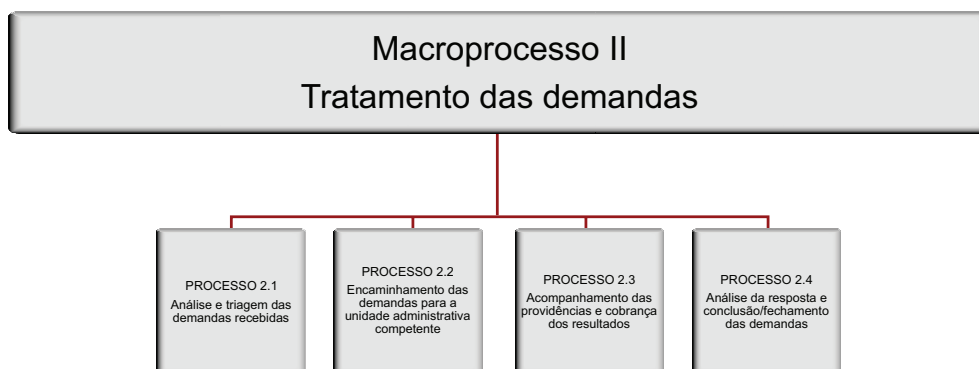 Macroprocesso II
Tratamento das demandas
PROCESSO 2.1
Análise e triagem das
demandas recebidas
PROCESSO 2.2
Encaminhamento das
demandas para a
unidade administrativa
competente
PROCESSO 2.3
Acompanhamento das
providências e cobrança
dos resultados
PROCESSO 2.4
Análise da resposta e
conclusão/fechamento
das demandas